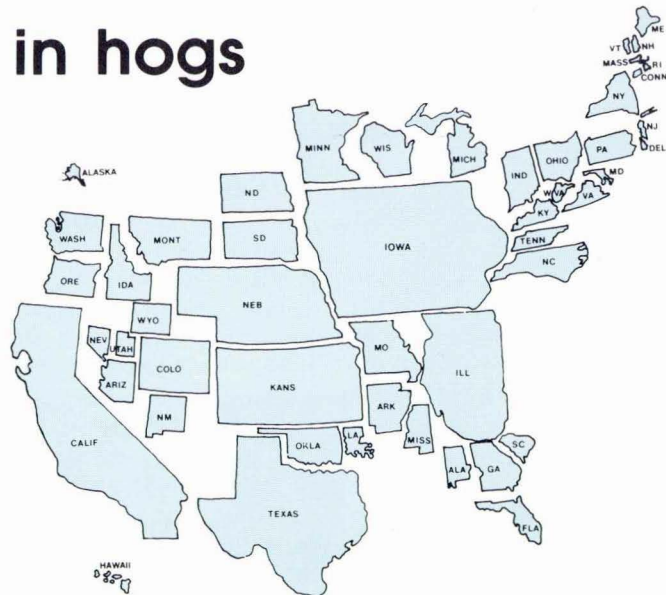 in hogs
ME
VT
NH
MASS
RI
CONN
NY
NJ
DEL
PA
MD
OHIO
IND
W VA
VA
KY
TENN
NC
MINN
WIS
MICH
ALASKA
ND
WASH
MONT
SD
IOWA
ORE
IDA
NEB
WYO
NEV
UTAH
COLO
MO
ILL
ARIZ
KANS
NM
ARK
CALIF
OKLA
LA
MISS
SC
ALA
GA
TEXAS
FLA
HAWAII